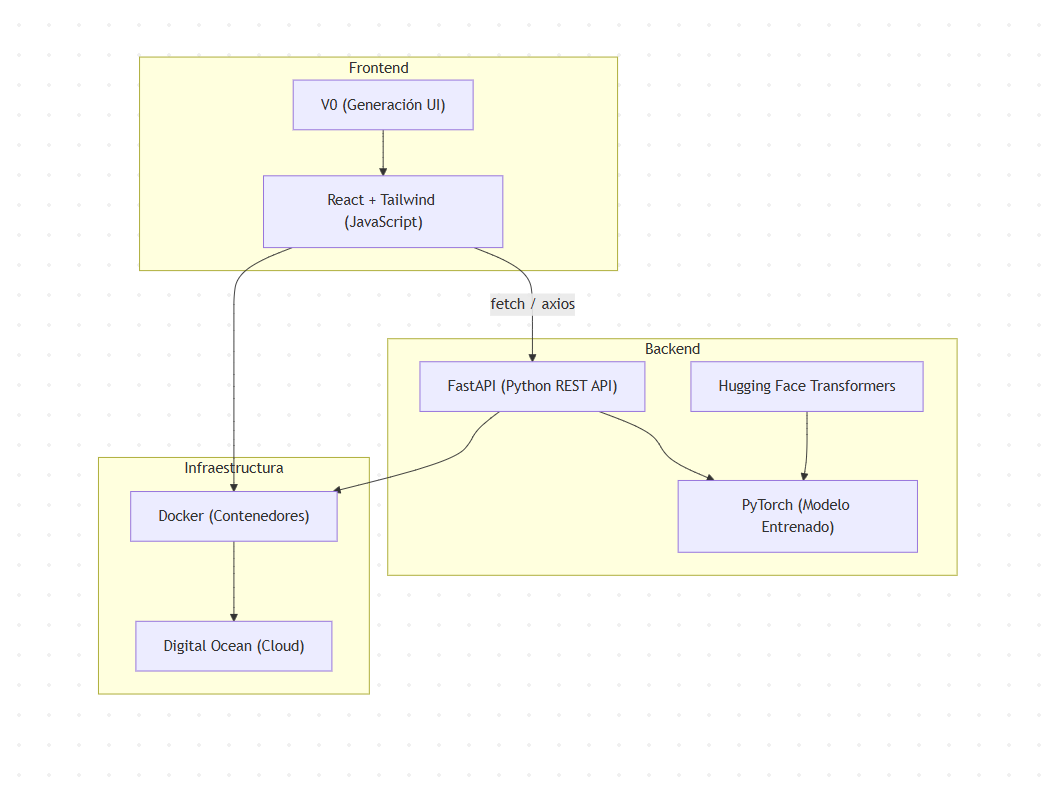 Frontend
V0 (Generación UI)
React + Tailwind
(JavaScript)
fetch / axios
Backend
FastAPI (Python REST API)
Hugging Face Transformers
Infraestructura
Docker (Contenedores)
PyTorch (Modelo
Entrenado)
Digital Ocean (Cloud)